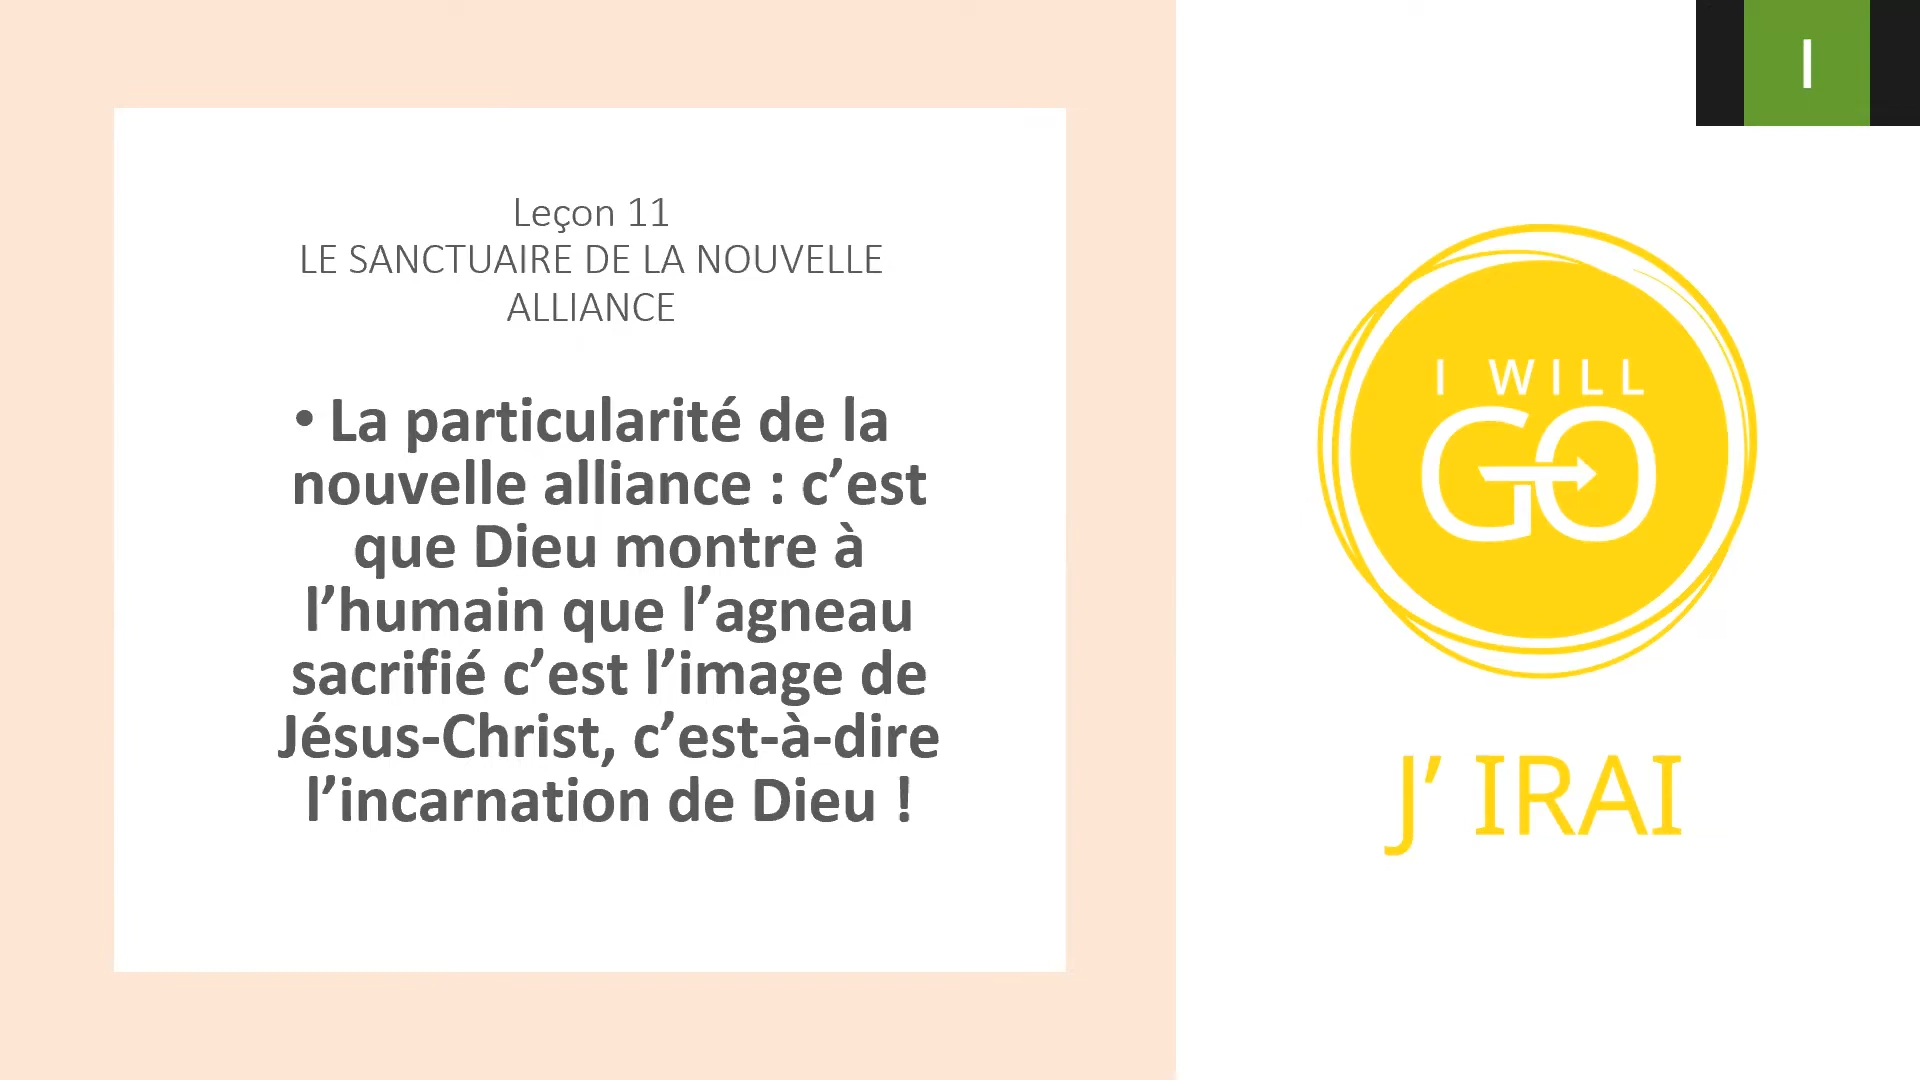 Leçon 11
LE SANCTUAIRE DE LA NOUVELLE
ALLIANCE
• La particularité de la
nouvelle alliance : c’est
que Dieu montre à
l’humain que l’agneau
sacrifié c’est l’image de
Jésus-Christ, c’est-à-dire
l’incarnation de Dieu !
I
I WILL
GO
J’ IRAI